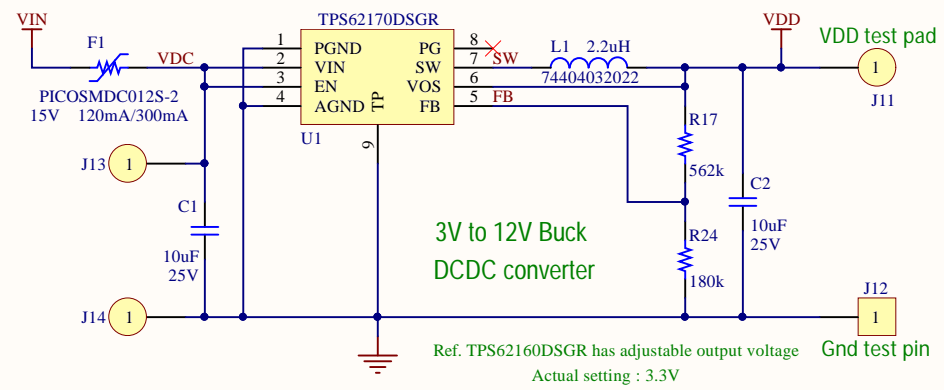 VIN
TPS62170DSGR
VDD
F1
VDC
1 PGND PG 8
2 VIN SW 7 SW
3 EN VOS 6
4 AGND FB 5 FB
TP
9
U1
L1 2.2uH
74404032022
VDD test pad
1
J11
PICOSMDC012S-2
15V 120mA/300mA
J13 1
R17
562k
C1
10uF
25V
C2
10uF
25V
3V to 12V Buck
DCDC converter
R24
180k
J14 1
J12
1
Gnd test pin
Ref. TPS62160DSGR has adjustable output voltage
Actual setting : 3.3V